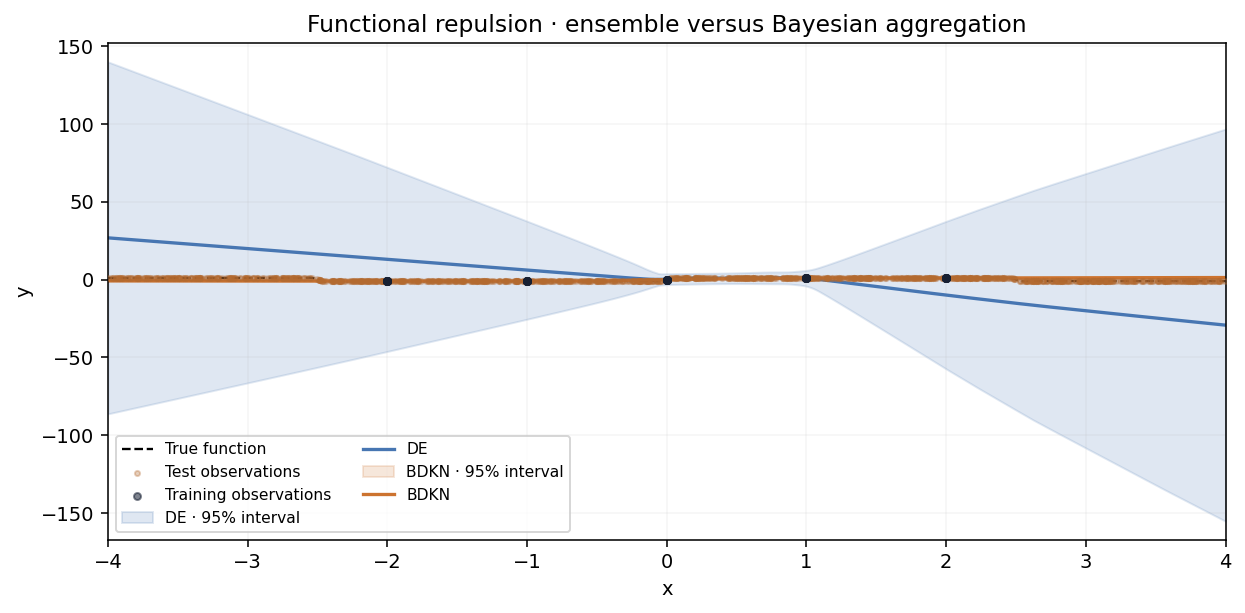 Functional repulsion · ensemble versus Bayesian aggregation
150
100
50
0
−50
−100
−150
y
True function
Test observations
Training observations
DE · 95% interval
DE
BDKN · 95% interval
BDKN
−4
−3
−2
−1
0
1
2
3
4
x